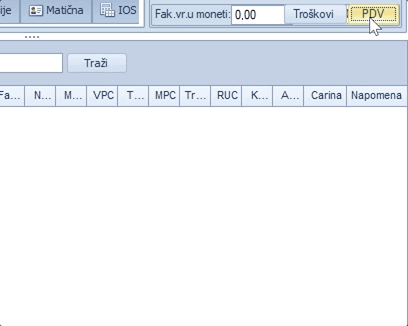 ije Matična IOS Fak.vr.u moneti: 0,00 Troškovi PDV
Traži
Fa... N... M... VPC T... MPC Tr... RUC K... A... Carina Napomena